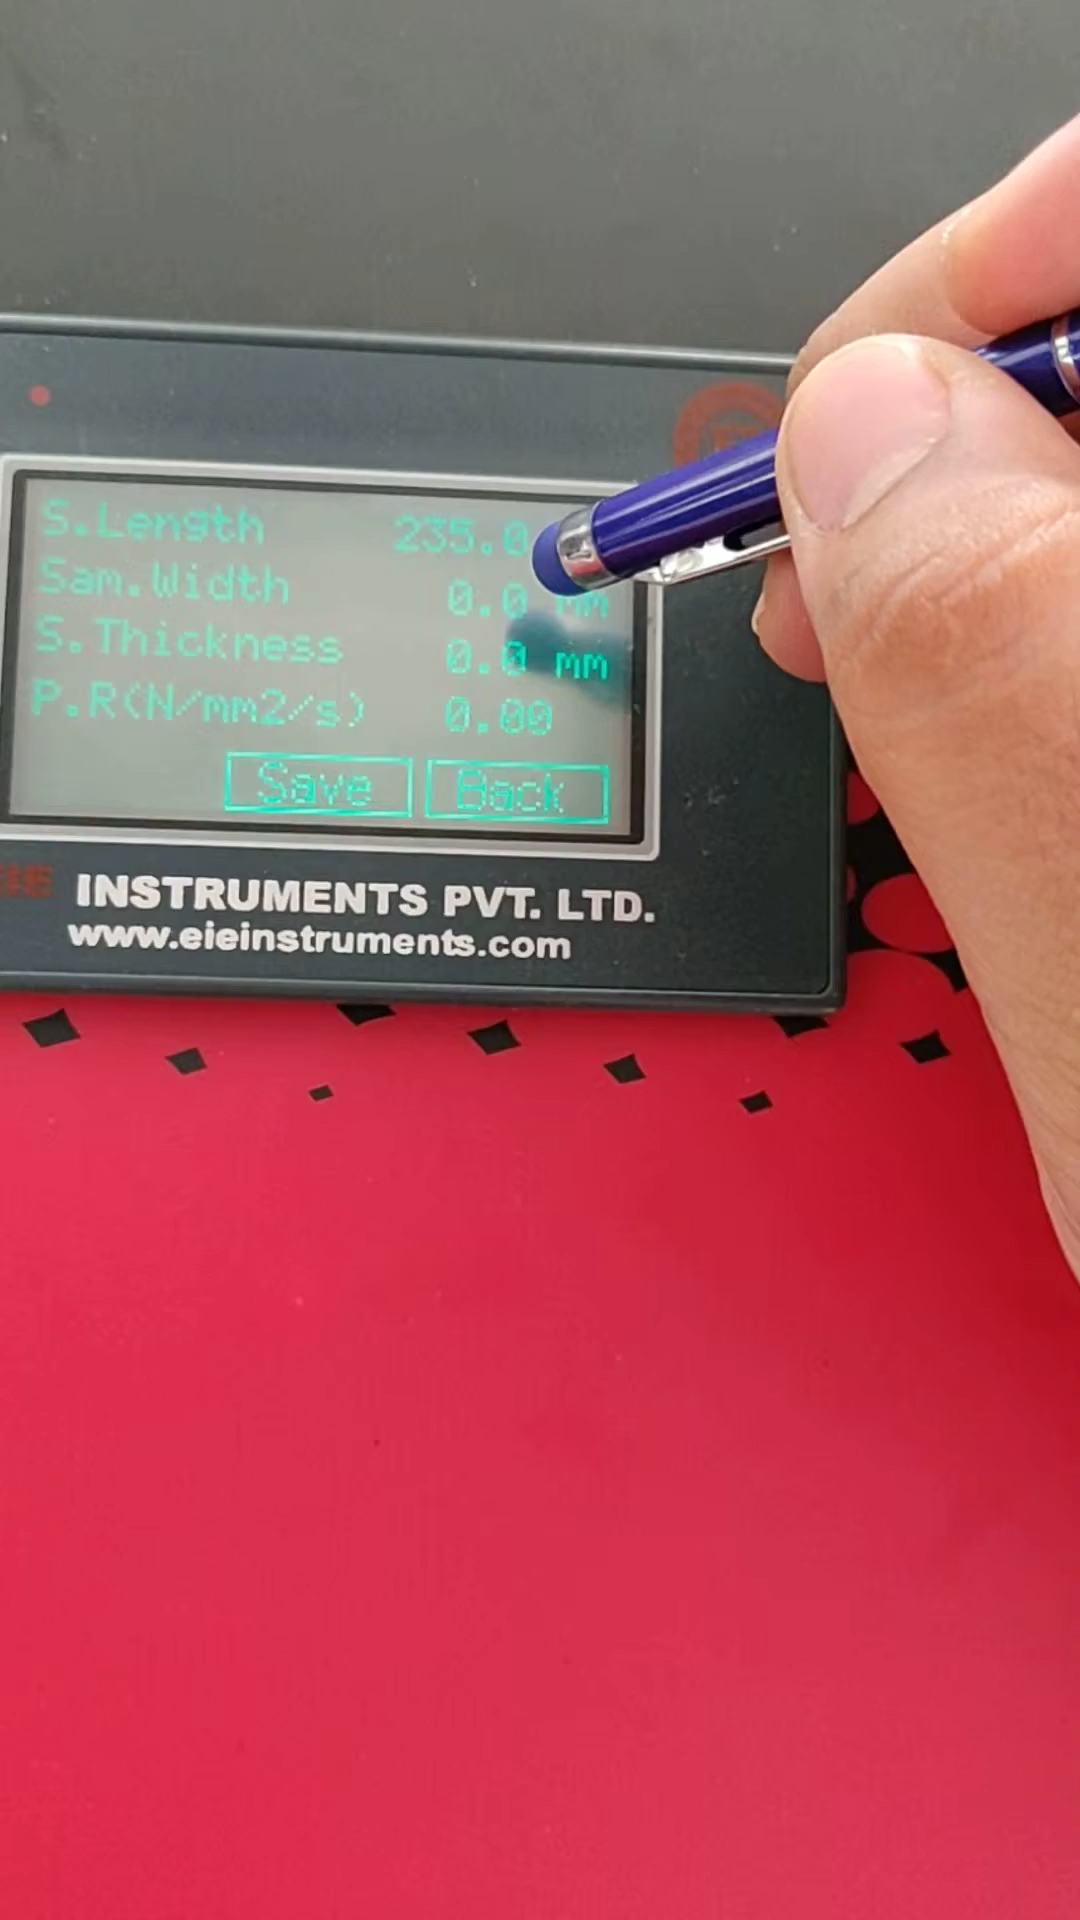 S.Length 235.0
Sam.Width 0.0 mm
S.Thickness 0.0 mm
P.R(N/mm2/s) 0.00
Save Back
INSTRUMENTS PVT. LTD.
www.eieinstruments.com